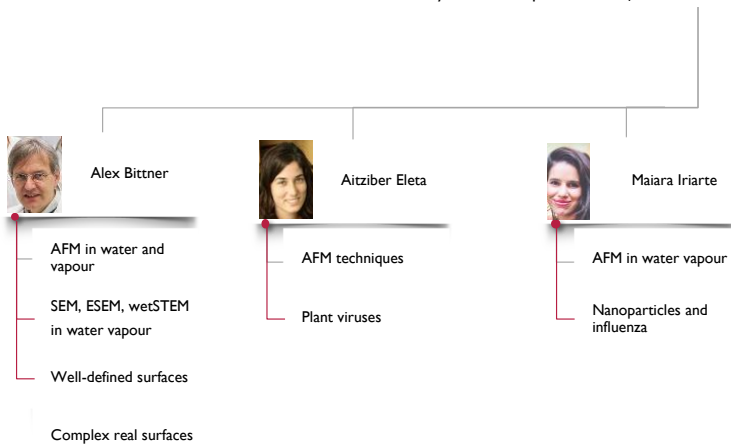 Alex Bittner
AFM in water and
vapour
SEM, ESEM, wetSTEM
in water vapour
Well-defined surfaces
Complex real surfaces
Aitziber Eleta
AFM techniques
Plant viruses
Maiara Iriarte
AFM in water vapour
Nanoparticles and
influenza